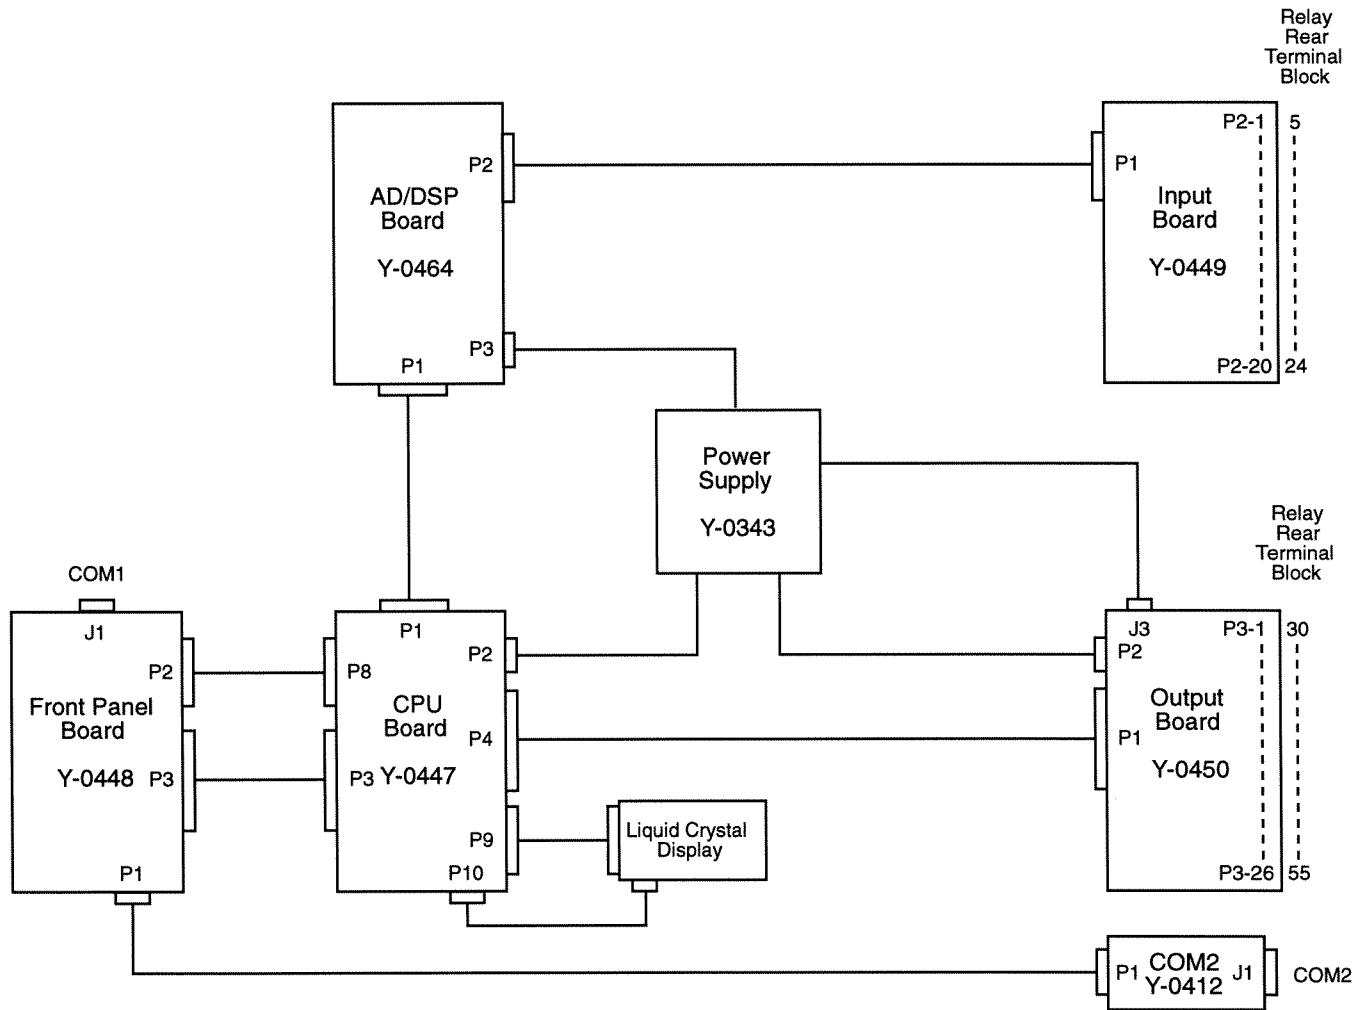 Relay
Rear
Terminal
Block
P2-1 5
P2
P1
AD/DSP
Board
Y-0464
Input
Board
Y-0449
P3
P1
P2-20 24
Power
Supply
Y-0343
Relay
Rear
Terminal
Block
COM1
J1
P2
Front Panel
Board
Y-0448 P3
P1
P1
P2
P8
CPU
Board
P4
P3 Y-0447
P9
P10
Liquid Crystal
Display
J3 P3-1 30
P2
Output
Board
P1
Y-0450
P3-26 55
P1 COM2 J1 COM2
Y-0412